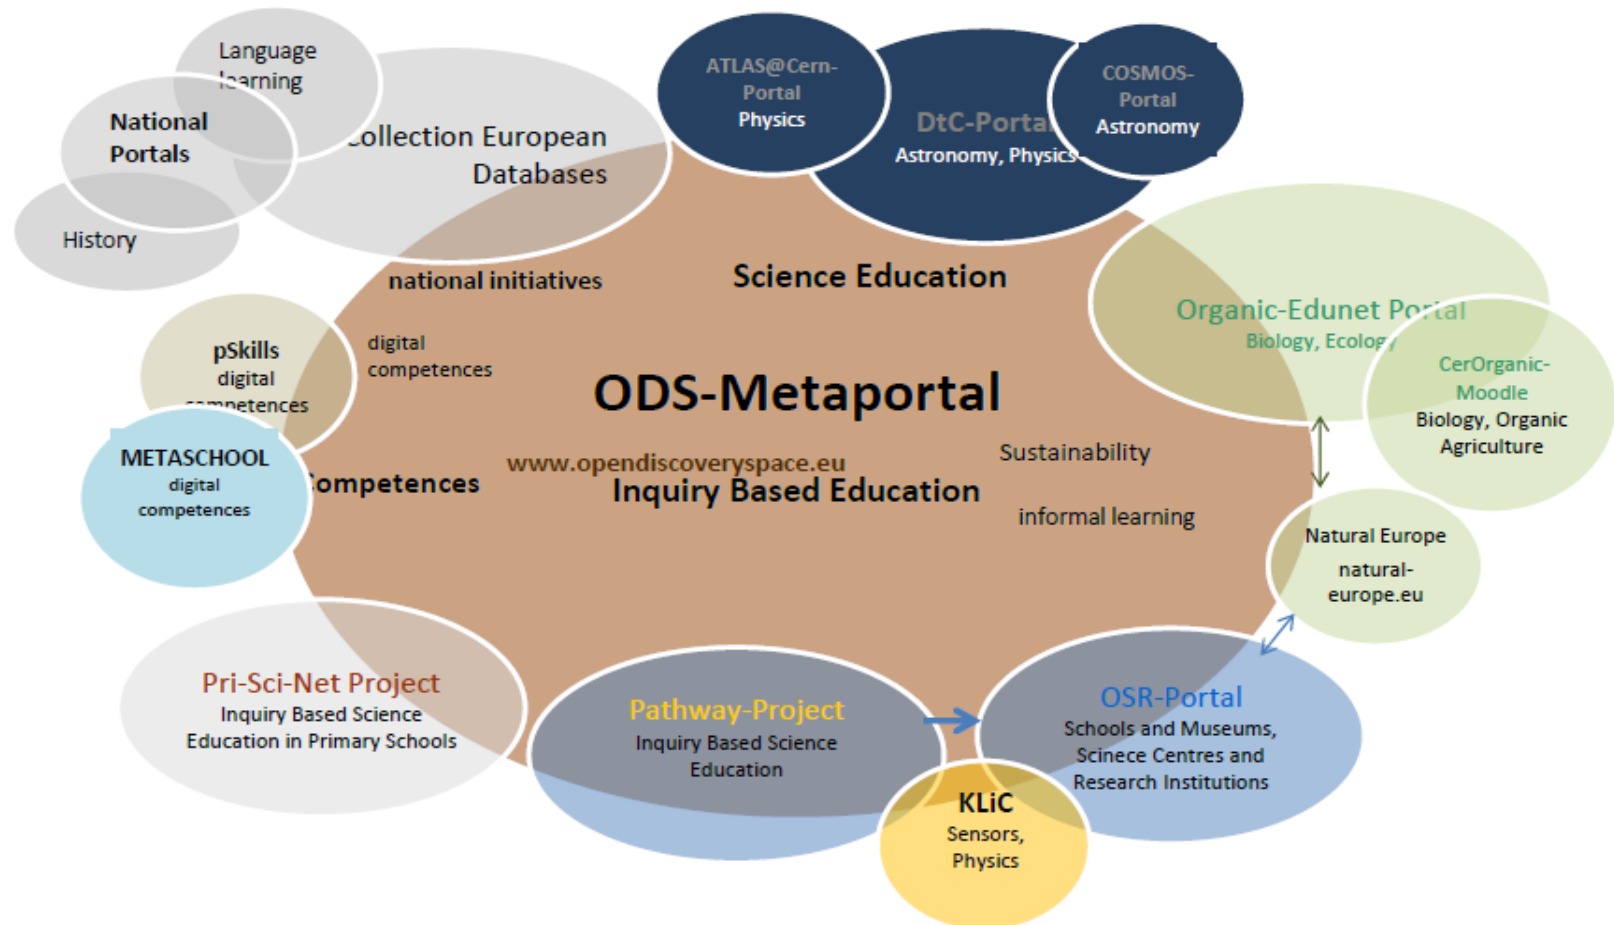 Language
learning
National
Portals
History
Collection European
Databases
ATLAS@Cern-
Portal
Physics
DtC-Portal
Astronomy, Physics
COSMOS-
Portal
Astronomy
national initiatives
Science Education
Organic-Edunet Portal
Biology, Ecology
CerOrganic-
Moodle
Biology, Organic
Agriculture
pSkills
digital
competences
digital
competences
ODS-Metaportal
www.opendiscoveryspace.eu
Inquiry Based Education
Sustainability
informal learning
METASCHOOL
digital
competences
Competences
Natural Europe
natural-
europe.eu
Pri-Sci-Net Project
Inquiry Based Science
Education in Primary Schools
Pathway-Project
Inquiry Based Science
Education
OSR-Portal
Schools and Museums,
Scinece Centres and
Research Institutions
KLiC
Sensors,
Physics